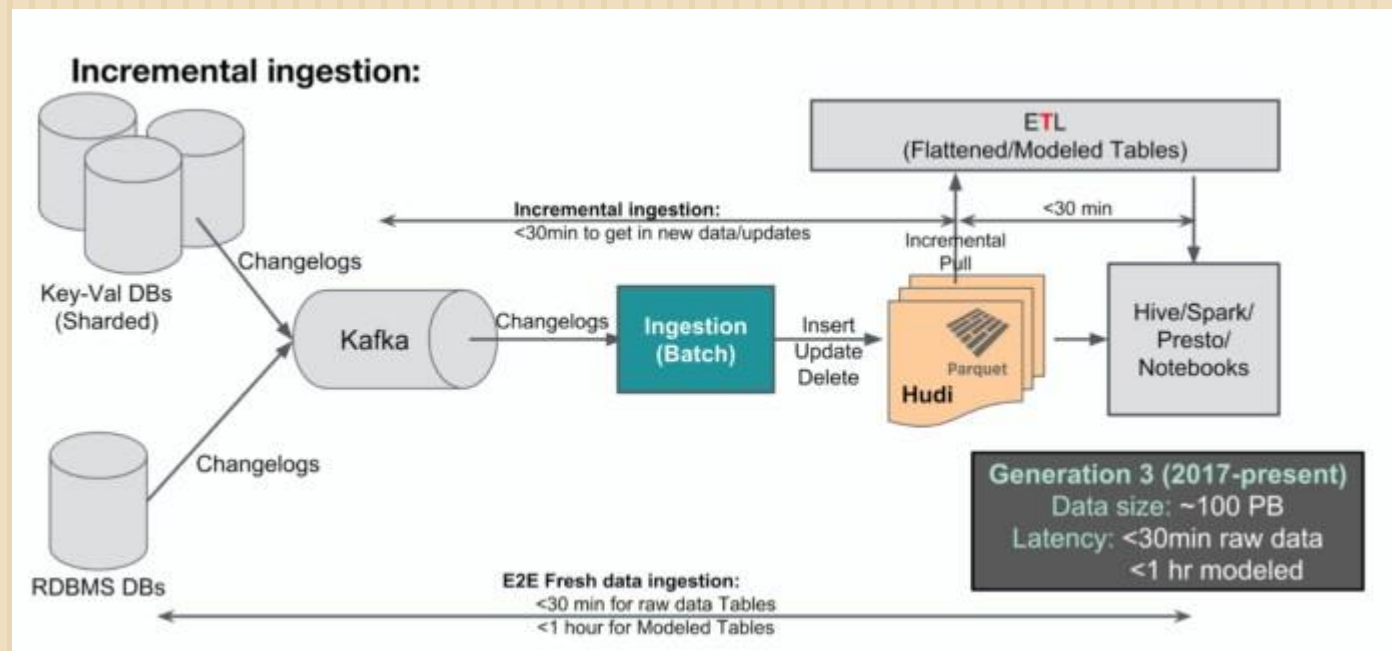 Incremental ingestion:
ETL
(Flattened/Modeled Tables)
Incremental ingestion:
<30min to get in new data/updates
<30 min
Incremental
Pull
Changelogs
Key-Val DBs
(Sharded)
Kafka
Changelogs
Ingestion
(Batch)
Insert
Update
Delete
Parquet
Hudi
Hive/Spark/
Presto/
Notebooks
Changelogs
RDBMS DBs
Generation 3 (2017-present)
Data size: ~100 PB
Latency: <30min raw data
<1 hr modeled
E2E Fresh data ingestion:
<30 min for raw data Tables
<1 hour for Modeled Tables